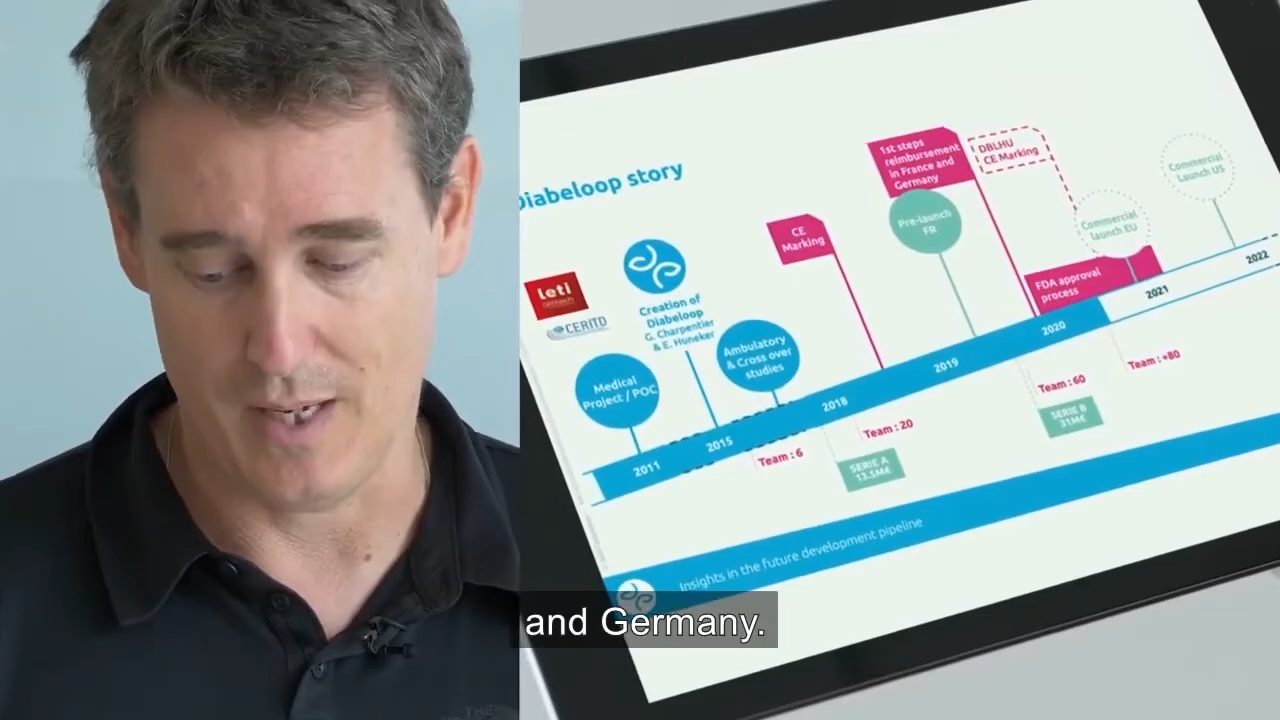 Diabeloop story
leti
CERITD
Medical
Project / POC
Creation of
Diabeloop
G. Charpentier
& E. Huneker
Ambulatory
& Cross over
studies
CE
Marking
1st steps
reimbursement
in France and
Germany
Pre-launch
FR
DBLHU
CE Marking
Commercial
launch EU
Commercial
Launch US
FDA approval
process
2011
2015
2018
2019
2020
2021
2022
Team : 6
Team : 20
SERIE A
13.5M€
Team : 60
SERIE B
31M€
Team : +80
Insights in the future development pipeline
and Germany.
THE